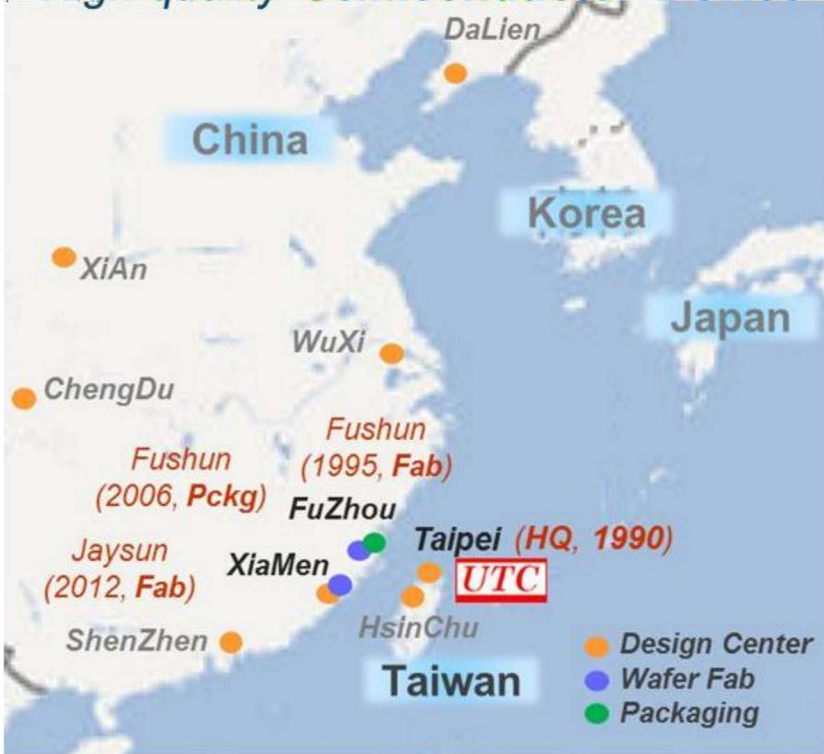 DaLien
China
Korea
XiAn
Japan
WuXi
ChengDu
Fushun
(1995, Fab)
Fushun
(2006, Pckg)
FuZhou
Taipei (HQ, 1990)
UTC
Jaysun
(2012, Fab)
XiaMen
HsinChu
ShenZhen
Taiwan
Design Center
Wafer Fab
Packaging